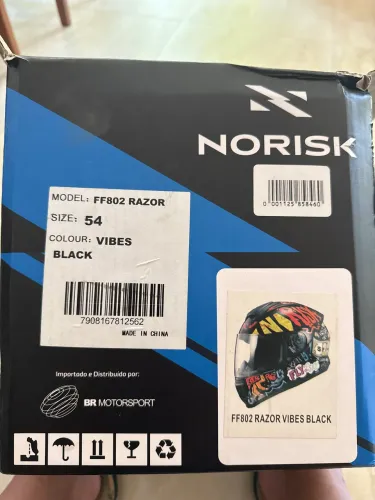 NORISK
0 001125 858460
MODEL: FF802 RAZOR
SIZE: 54
COLOUR: VIBES
BLACK
7908167812562
MADE IN CHINA
Importado e Distribuído por:
BR MOTORSPORT
FF802 RAZOR VIBES BLACK